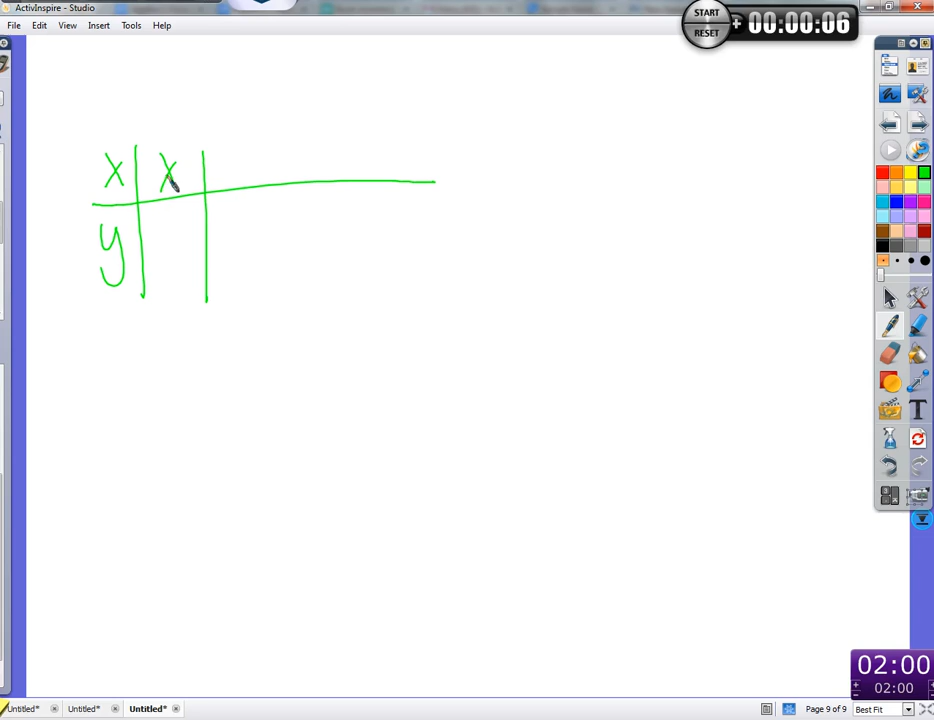 ActivInspire - Studio
File Edit View Insert Tools Help
START
RESET
00:00:06
X X
y
T
02:00
02:00
Untitled* Untitled* Untitled*
Page 9 of 9 Best Fit